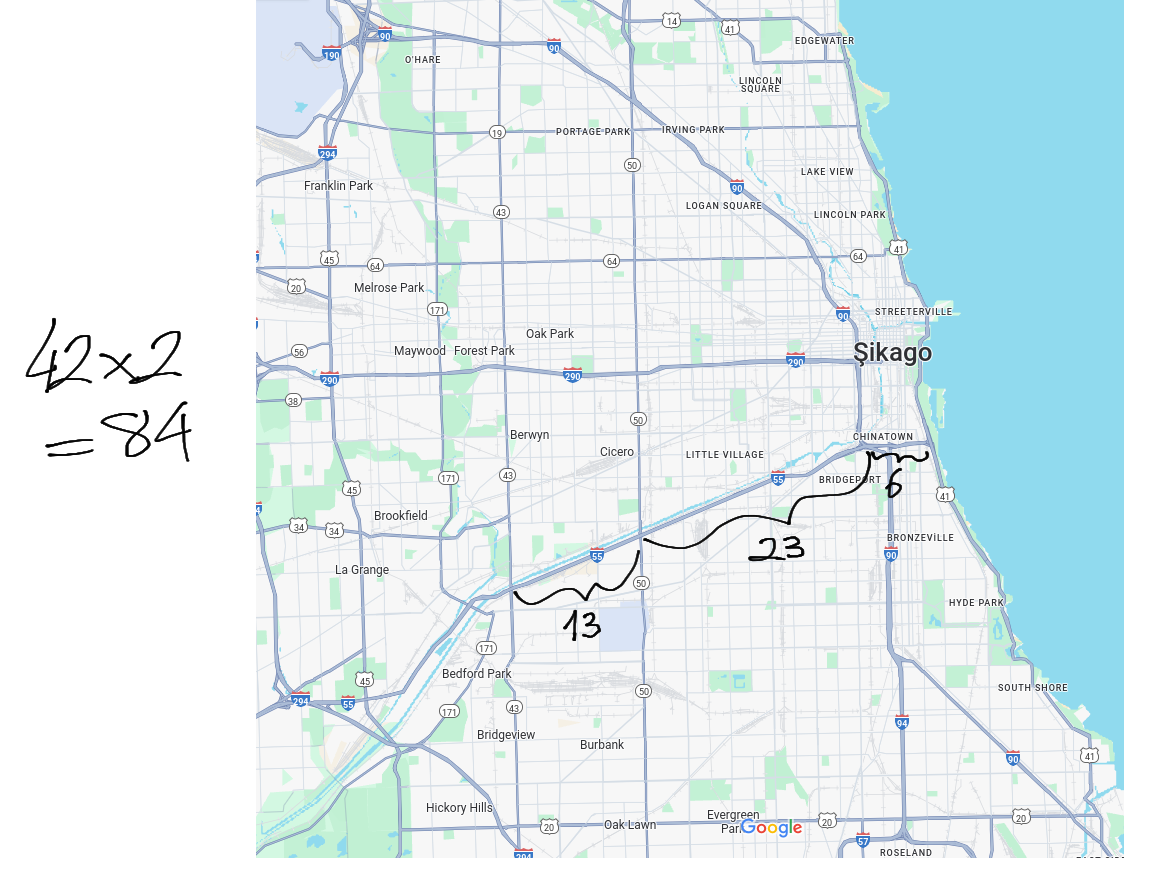 14
41
90
EDGEWATER
90
190
O'HARE
LINCOLN
SQUARE
19
PORTAGE PARK
IRVING PARK
294
50
LAKE VIEW
Franklin Park
90
LOGAN SQUARE
43
LINCOLN PARK
41
45
64
64
64
20
Melrose Park
171
STREETERVILLE
90
42×2
=84
Oak Park
56
Maywood
Forest Park
Şikago
290
290
290
38
50
Berwyn
CHINATOWN
Cicero
LITTLE VILLAGE
43
171
55
BRIDGEPORT
6
45
41
Brookfield
34
34
BRONZEVILLE
23
55
90
La Grange
50
HYDE PARK
13
171
Bedford Park
45
SOUTH SHORE
50
294
55
171
43
94
Bridgeview
Burbank
90
41
Hickory Hills
Evergreen
Park
Google
20
Oak Lawn
20
20
57
294
ROSELAND